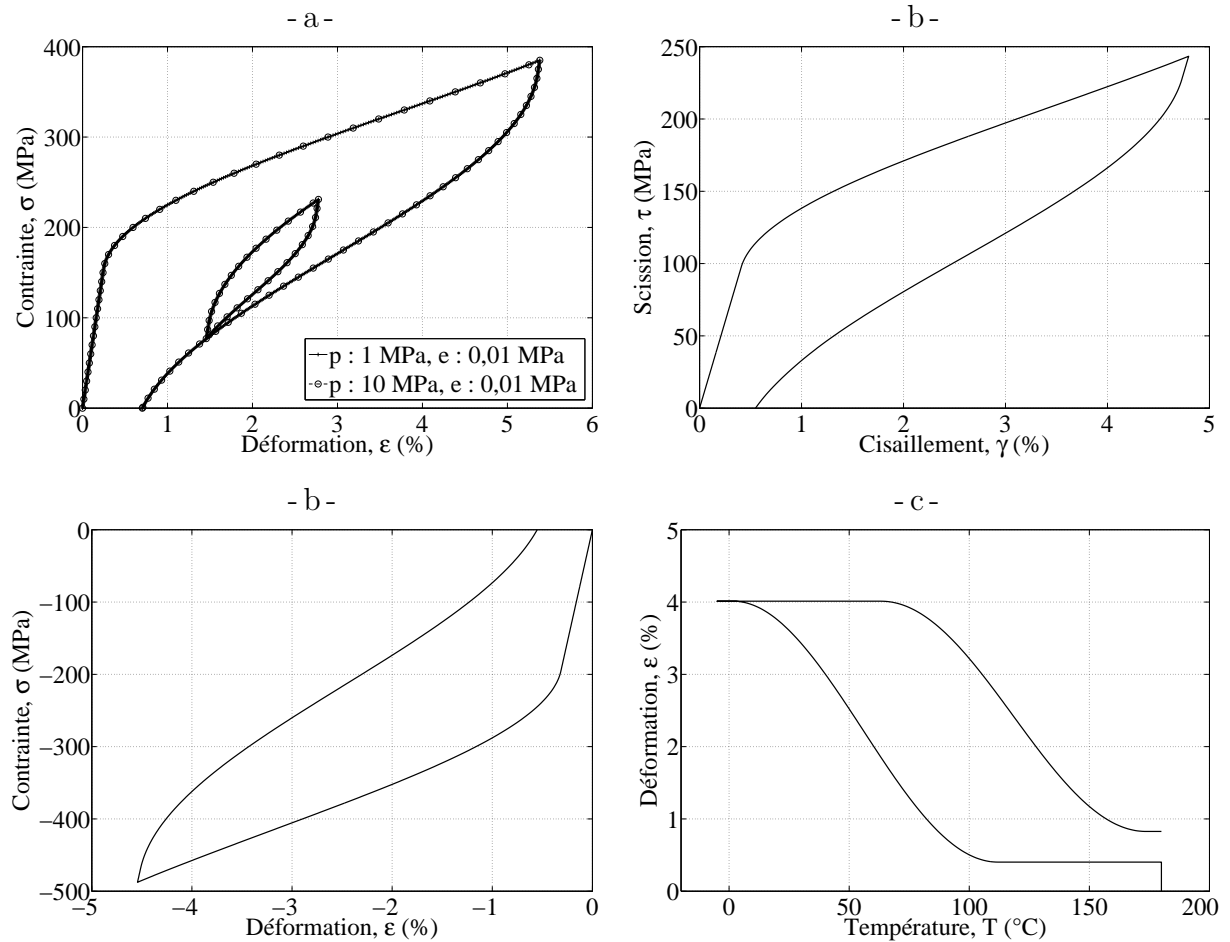 - a -
400
300
200
100
0
0 1 2 3 4 5 6
Contrainte, σ (MPa)
Déformation, ε (%)
p : 1 MPa, e : 0,01 MPa
p : 10 MPa, e : 0,01 MPa
- b -
250
200
150
100
50
0
0 1 2 3 4 5
Scission, τ (MPa)
Cisaillement, γ (%)
- b -
0
−100
−200
−300
−400
−500
−5 −4 −3 −2 −1 0
Contrainte, σ (MPa)
Déformation, ε (%)
- c -
5
4
3
2
1
0
0 50 100 150 200
Déformation, ε (%)
Température, T (°C)